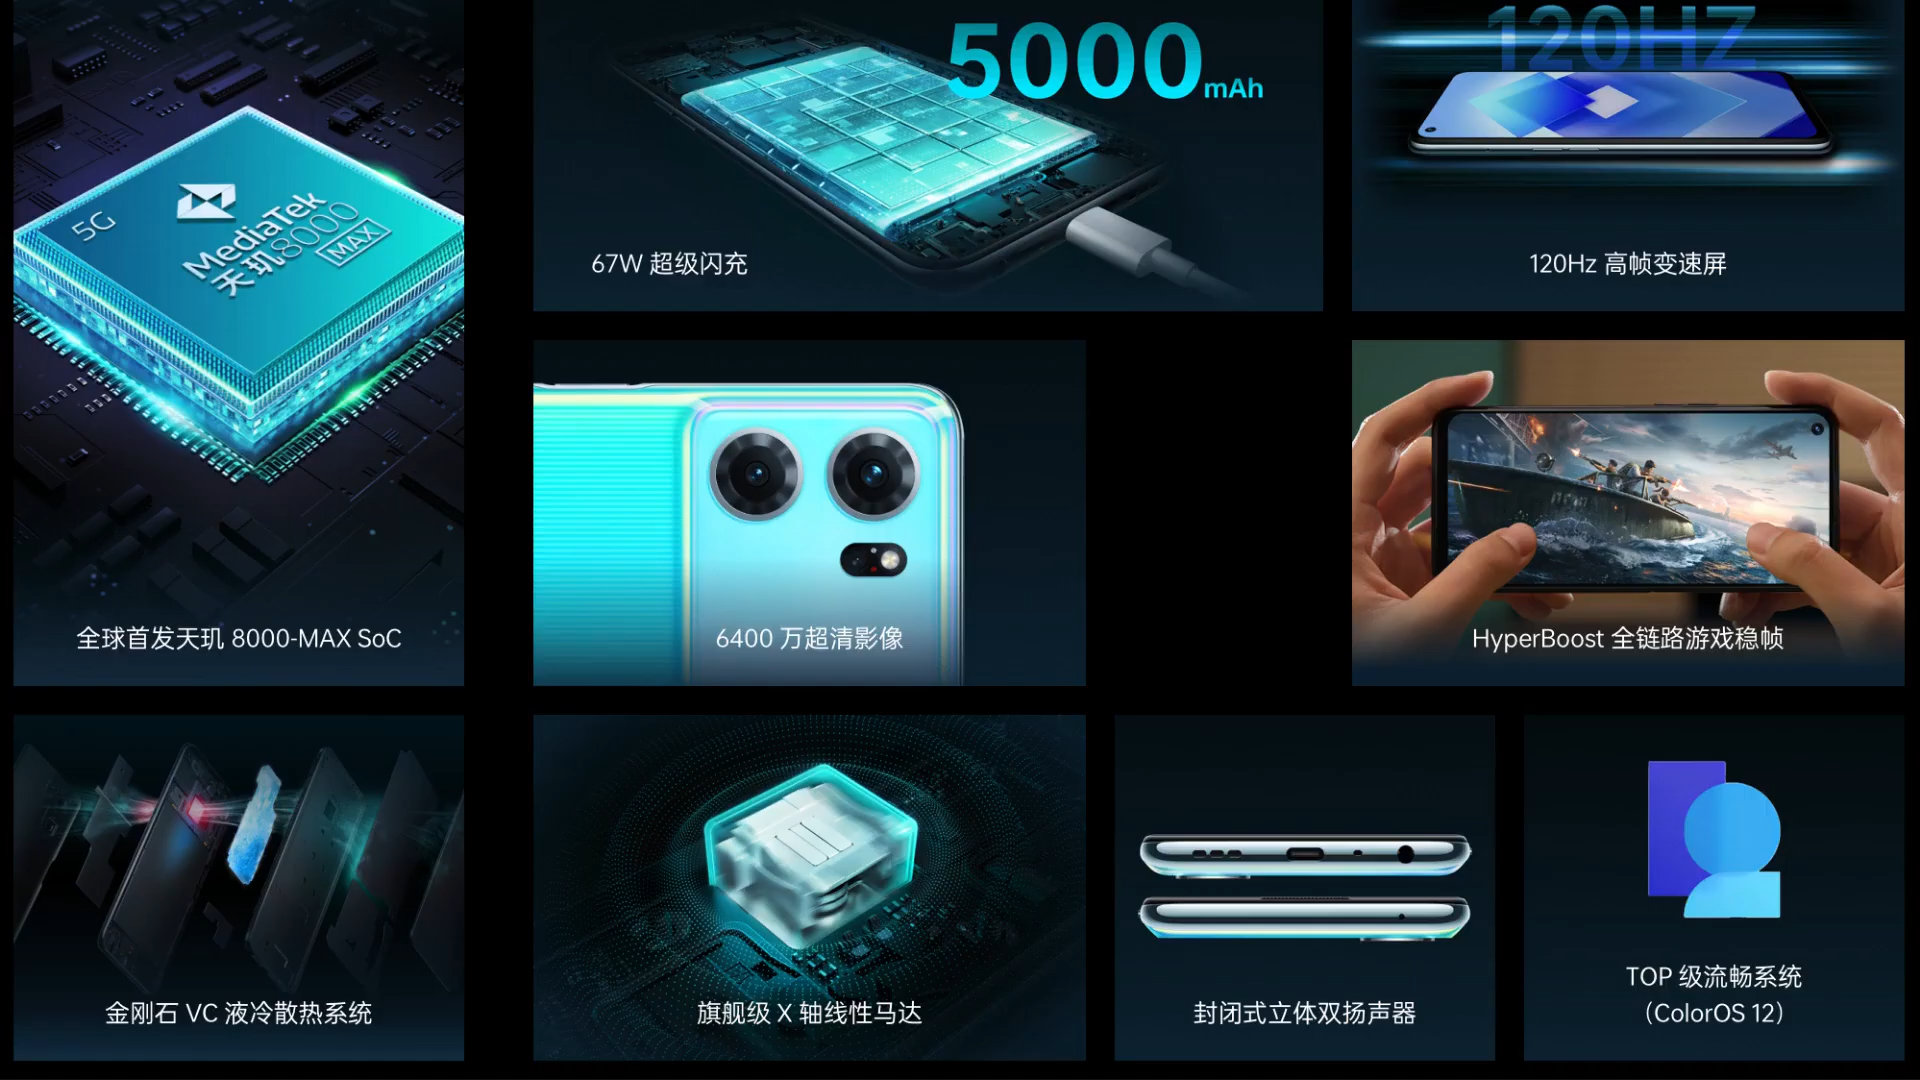 5G
MediaTek
天玑8000
MAX
全球首发天玑 8000-MAX SoC
5000mAh
67W 超级闪充
120HZ
120Hz 高帧变速屏
6400 万超清影像
HyperBoost 全链路游戏稳帧
金刚石 VC 液冷散热系统
旗舰级 X 轴线性马达
封闭式立体双扬声器
TOP 级流畅系统
（ColorOS 12）